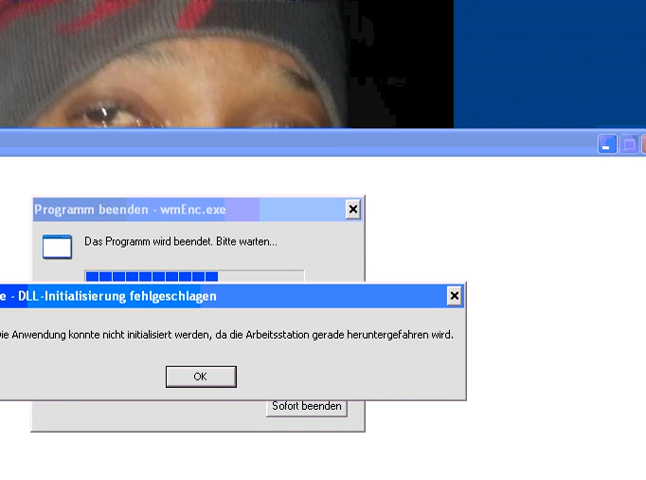 Programm beenden - wmEnc.exe
Das Programm wird beendet. Bitte warten...
e - DLL-Initialisierung fehlgeschlagen
Die Anwendung konnte nicht initialisiert werden, da die Arbeitsstation gerade heruntergefahren wird.
OK
Sofort beenden